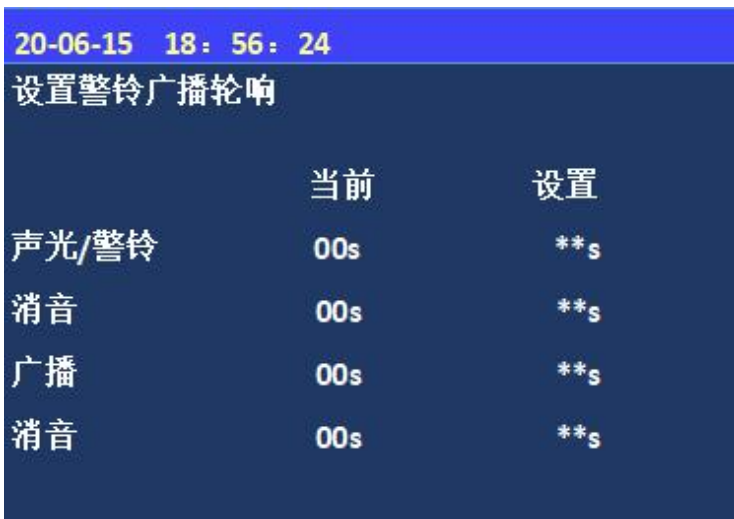 20-06-15 18：56：24
设置警铃广播轮响
当前 设置
声光/警铃 00s **s
消音 00s **s
广播 00s **s
消音 00s **s